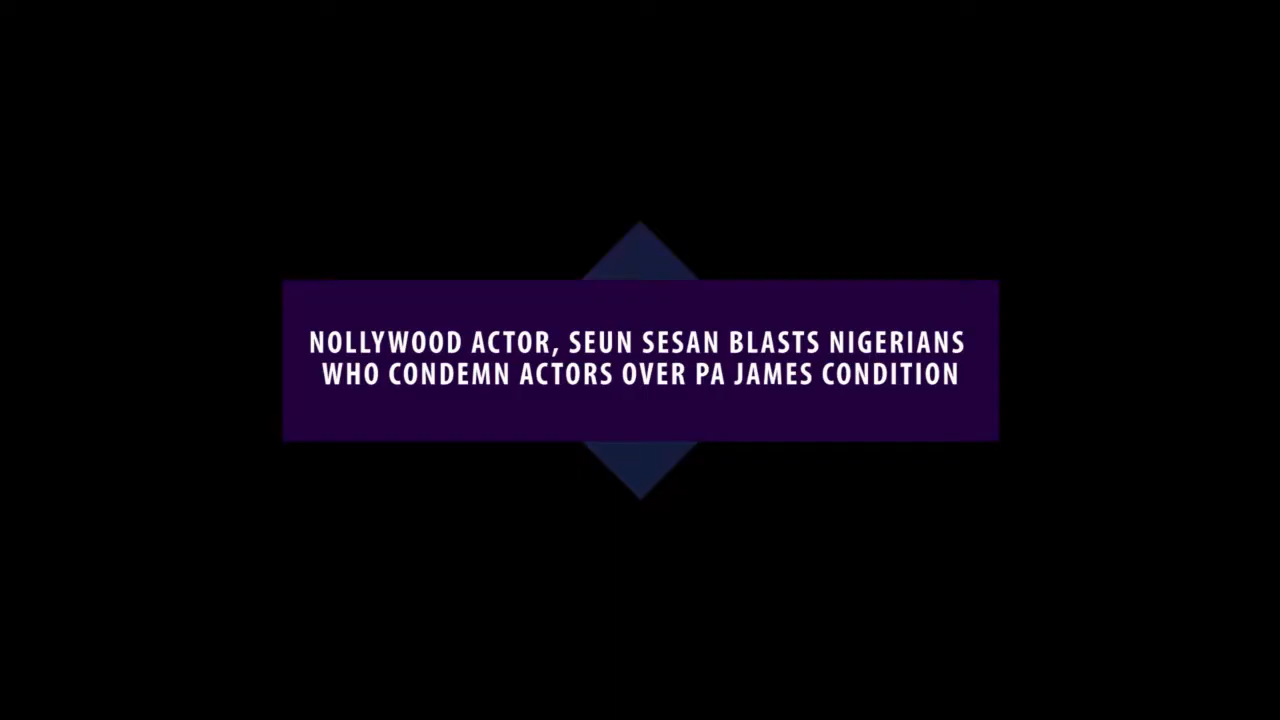 NOLLYWOOD ACTOR, SEUN SESAN BLASTS NIGERIANS
WHO CONDEMN ACTORS OVER PA JAMES CONDITION